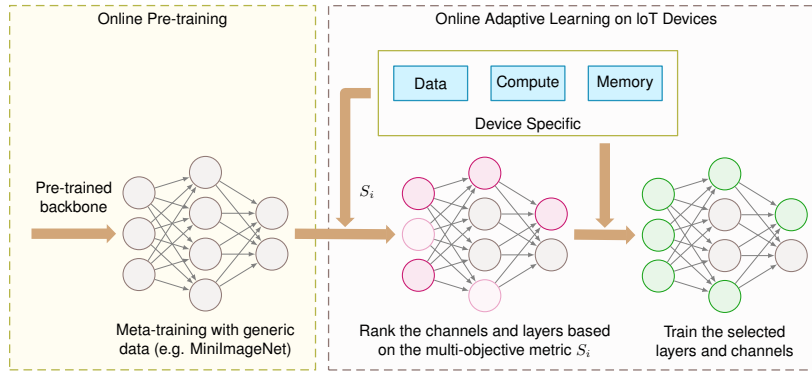 Online Pre-training
Pre-trained
backbone
Meta-training with generic
data (e.g. MiniImageNet)
Online Adaptive Learning on IoT Devices
Data
Compute
Memory
Device Specific
S_i
Rank the channels and layers based
on the multi-objective metric S_i
Train the selected
layers and channels